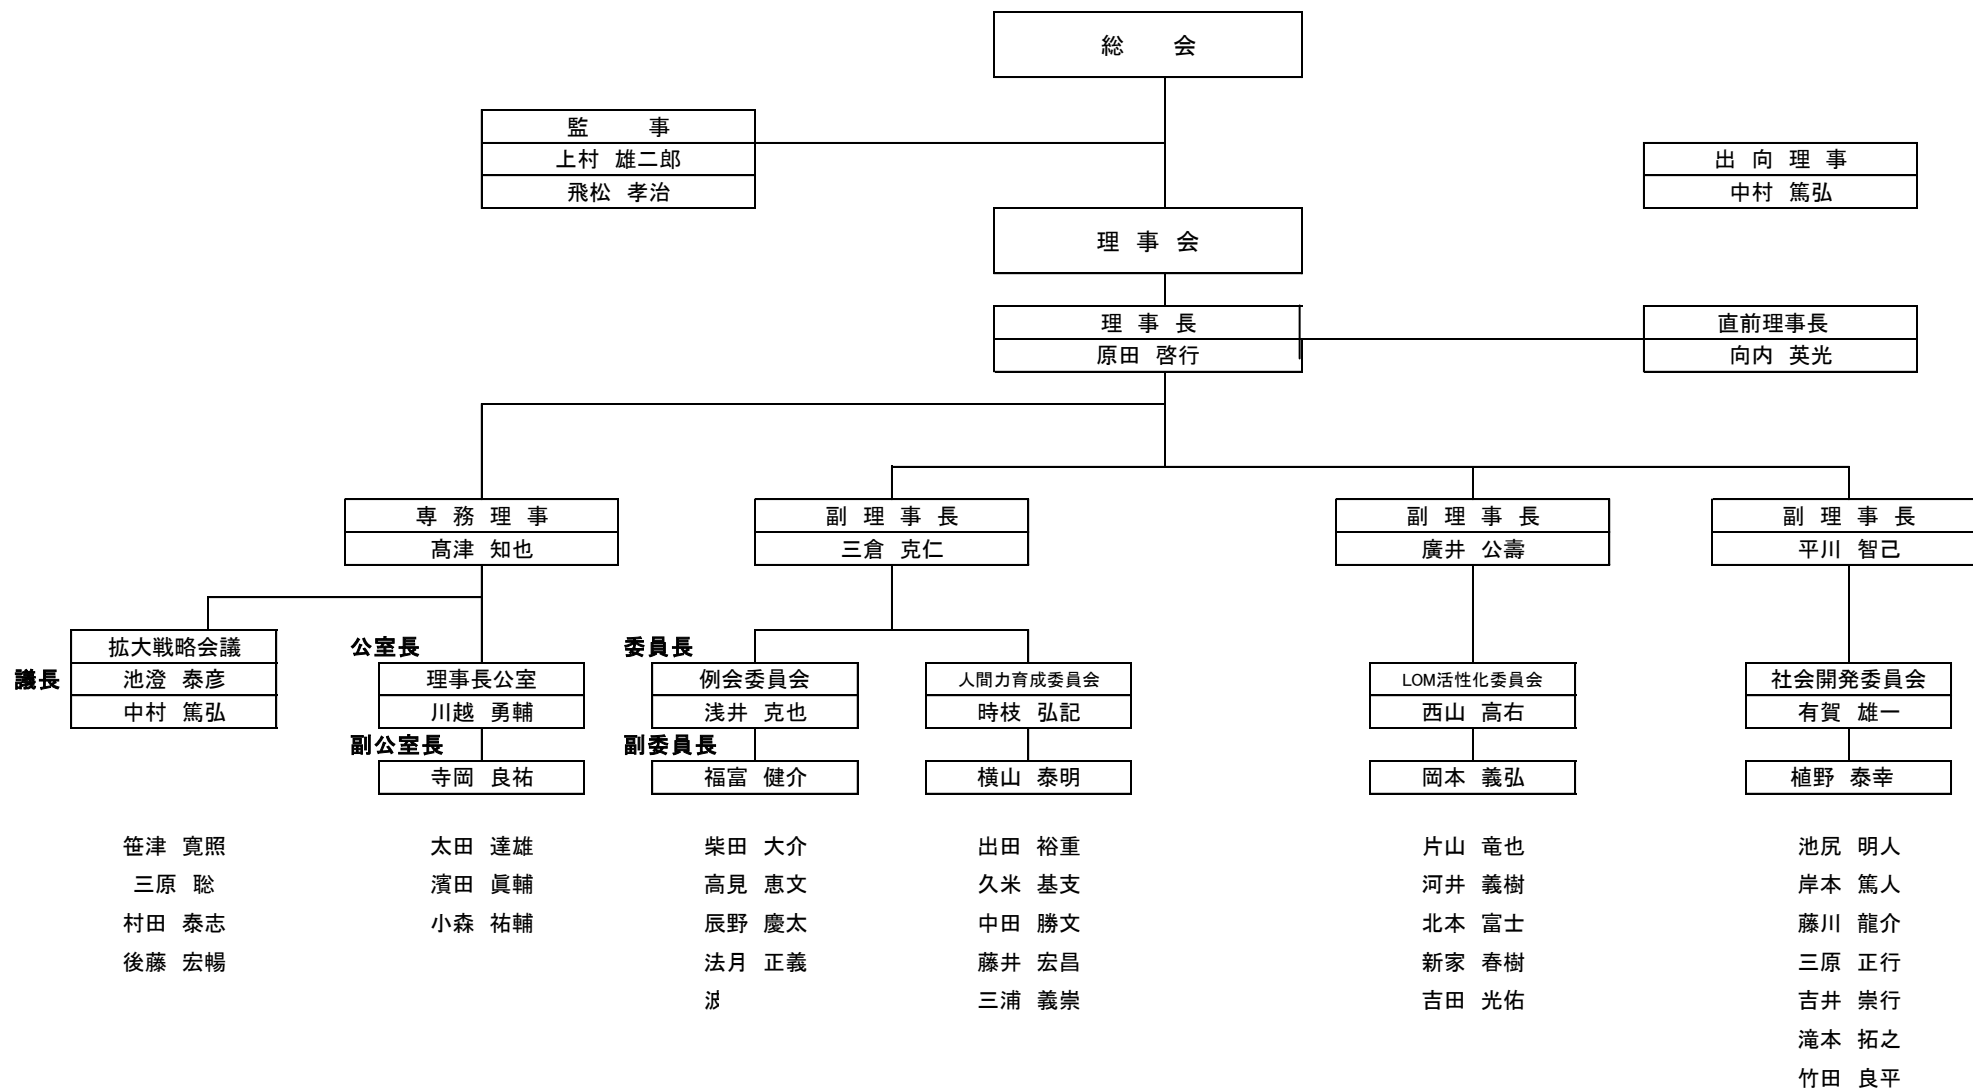 総 会
監 事
上村 雄二郎
飛松 孝治
出 向 理 事
中村 篤弘
理 事 会
理 事 長
原田 啓行
直前理事長
向内 英光
専 務 理 事
髙津 知也
副 理 事 長
三倉 克仁
副 理 事 長
廣井 公壽
副 理 事 長
平川 智己
拡大戦略会議
議長
池澄 泰彦
中村 篤弘
公室長
理事長公室
川越 勇輔
副公室長
寺岡 良祐
委員長
例会委員会
浅井 克也
副委員長
福富 健介
人間力育成委員会
時枝 弘記
横山 泰明
LOM活性化委員会
西山 高右
岡本 義弘
社会開発委員会
有賀 雄一
植野 泰幸
笹津 寛照
三原 聡
村田 泰志
後藤 宏暢
太田 達雄
濱田 眞輔
小森 祐輔
柴田 大介
高見 恵文
辰野 慶太
法月 正義
出田 裕重
久米 基支
中田 勝文
藤井 宏昌
三浦 義崇
片山 竜也
河井 義樹
北本 富士
新家 春樹
吉田 光佑
池尻 明人
岸本 篤人
藤川 龍介
三原 正行
吉井 崇行
滝本 拓之
竹田 良平